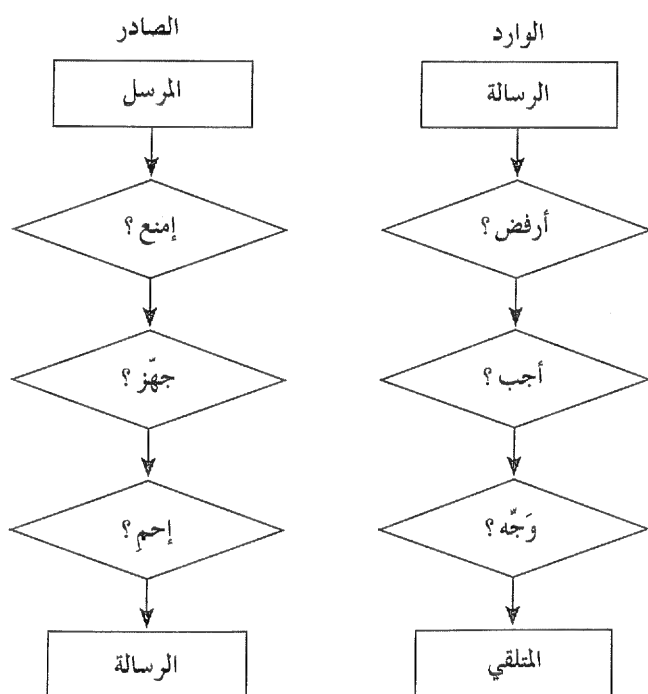 الوارد
الرسالة
أرفض ؟
أجب ؟
وَجِّه ؟
المتلقي
الصادر
المرسل
إمنع ؟
جهّز ؟
إحمِ ؟
الرسالة